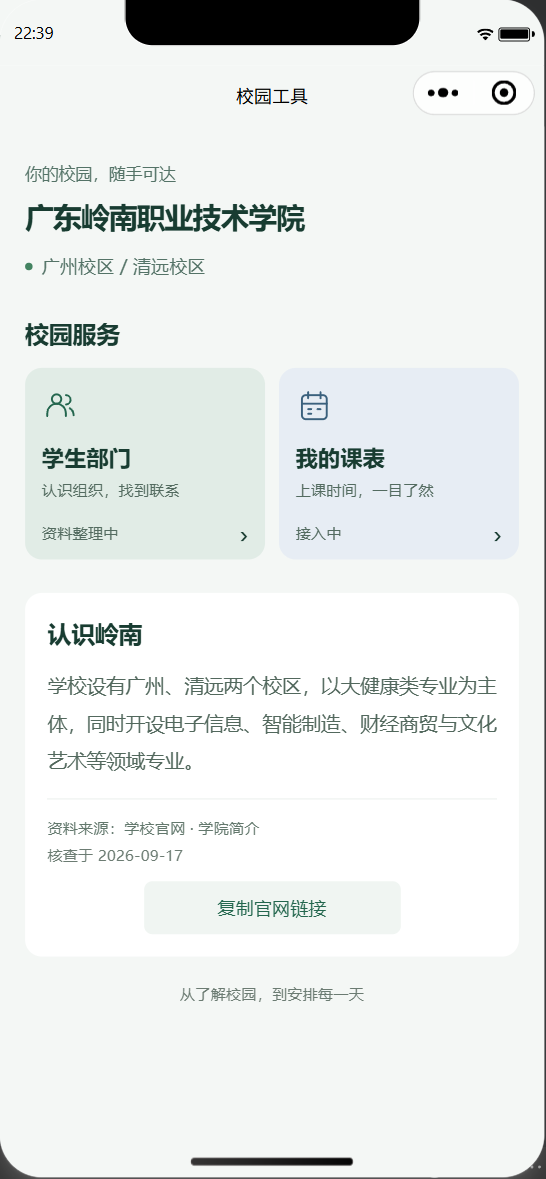 22:39
校园工具
你的校园，随手可达
广东岭南职业技术学院
广州校区 / 清远校区
校园服务
学生部门
认识组织，找到联系
资料整理中
我的课表
上课时间，一目了然
接入中
认识岭南
学校设有广州、清远两个校区，以大健康类专业为主
体，同时开设电子信息、智能制造、财经商贸与文化
艺术等领域专业。
资料来源：学校官网 · 学院简介
核查于 2026-09-17
复制官网链接
从了解校园，到安排每一天